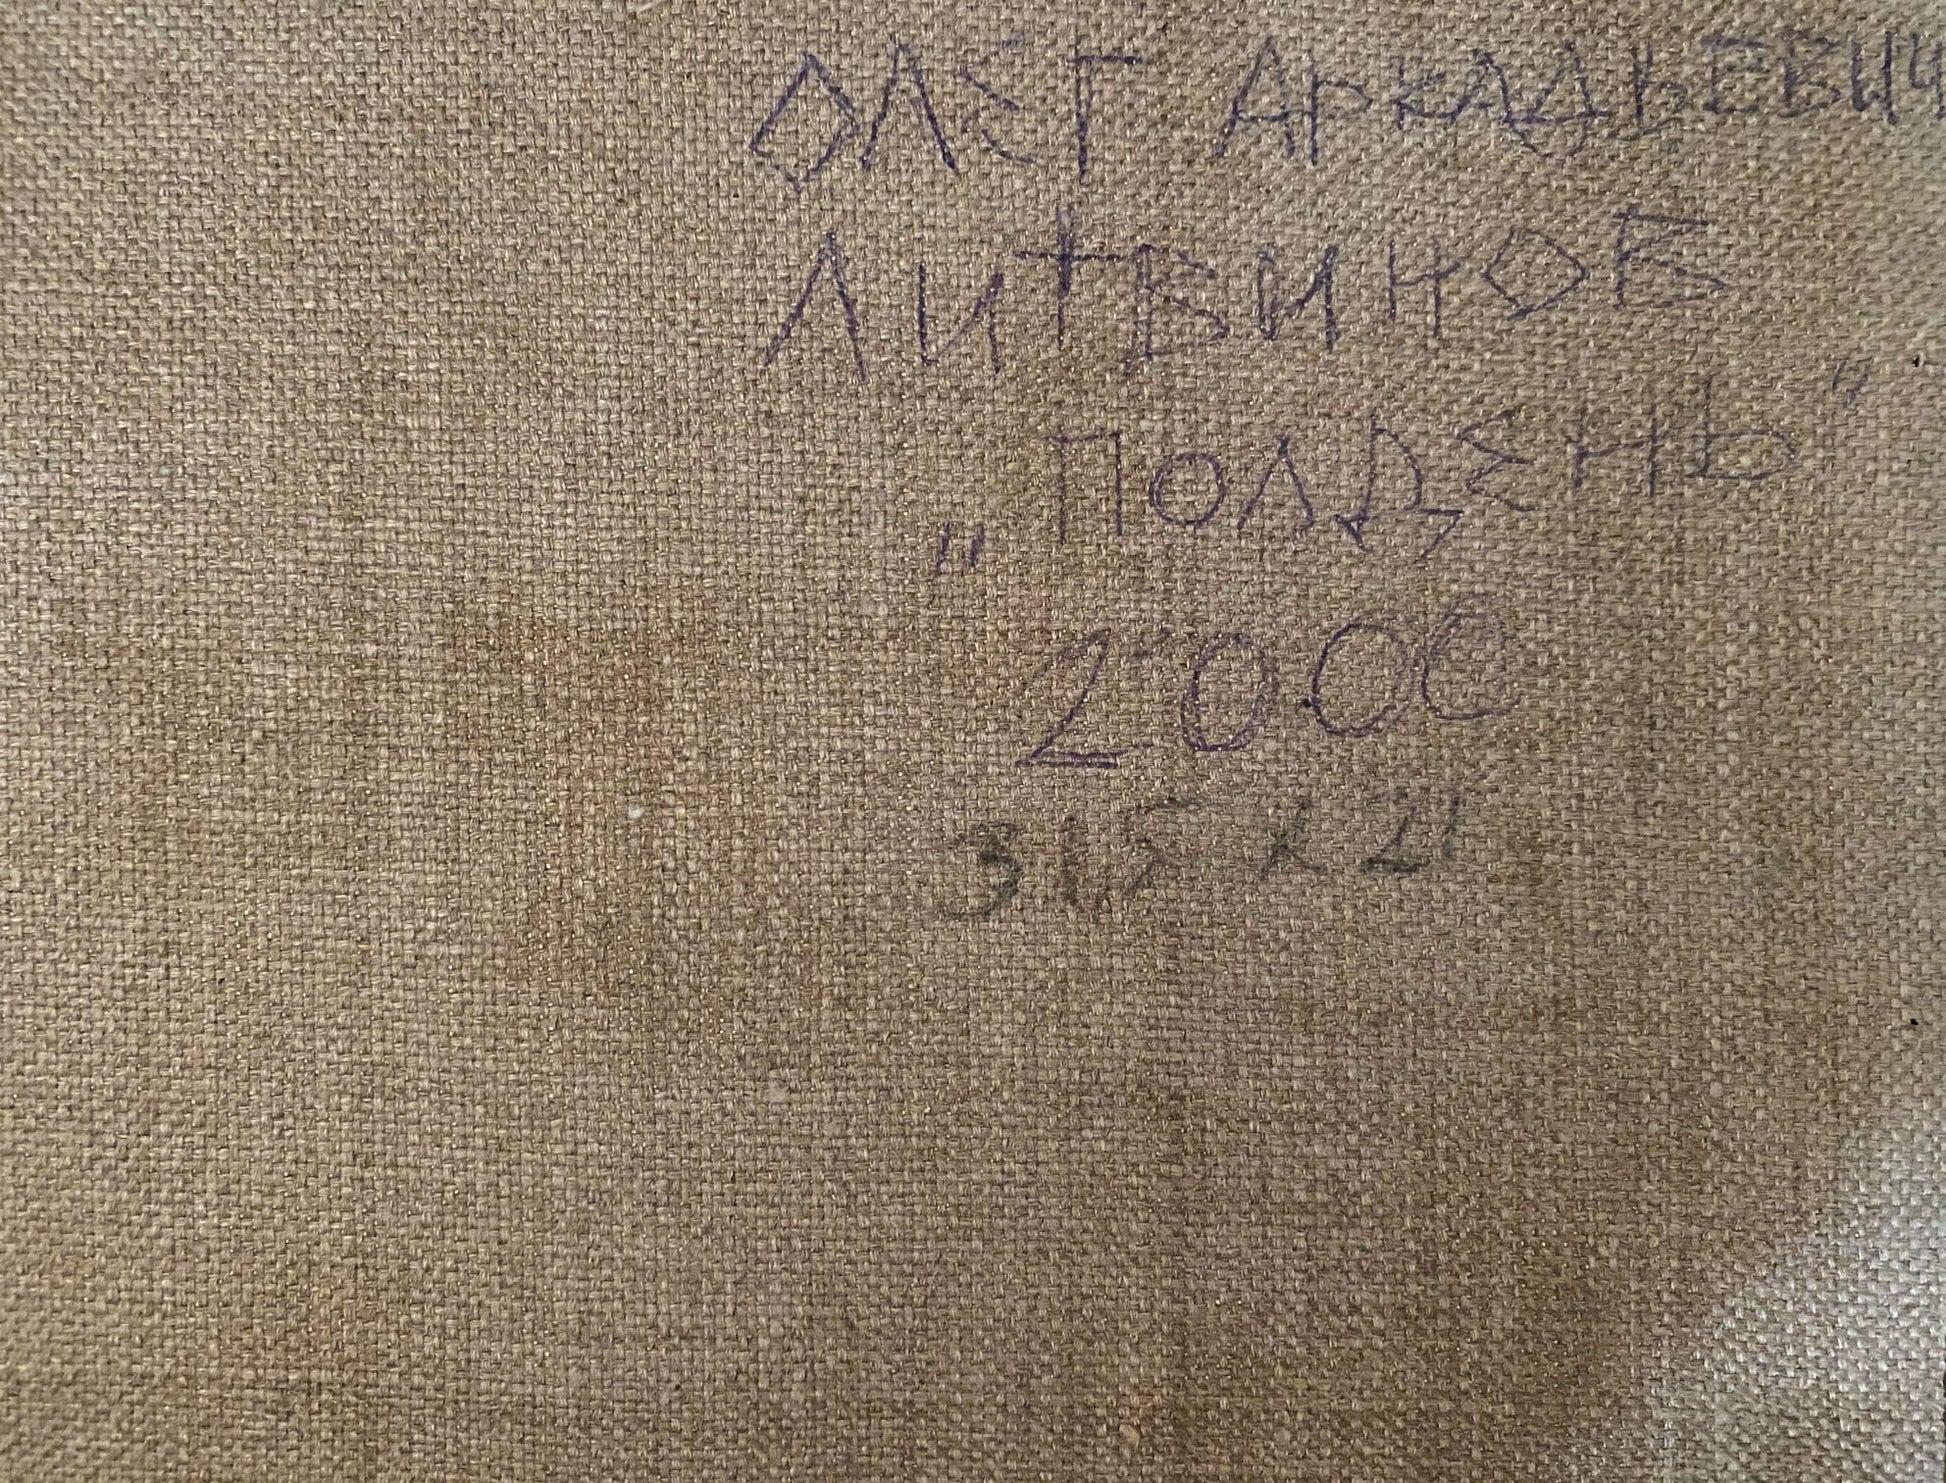 ОЛЕГ АРКАДЬЕВИЧ
ЛИТВИНОВ
„ПОЛДЕНЬ"
2000